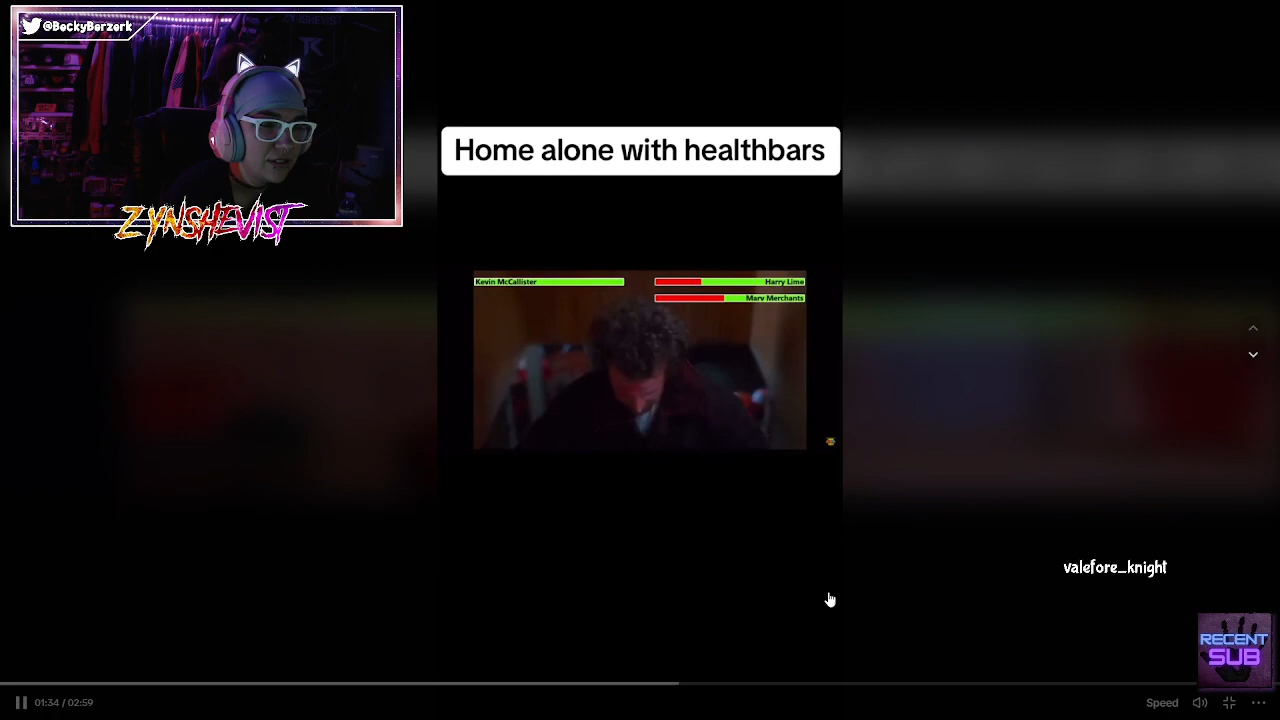 @BeckyBerzerk
ZYNSHEVIST
Home alone with healthbars
Kevin McCallister
Harry Lime
Marv Merchants
valefore_knight
RECENT
SUB
01:34 / 02:59
Speed